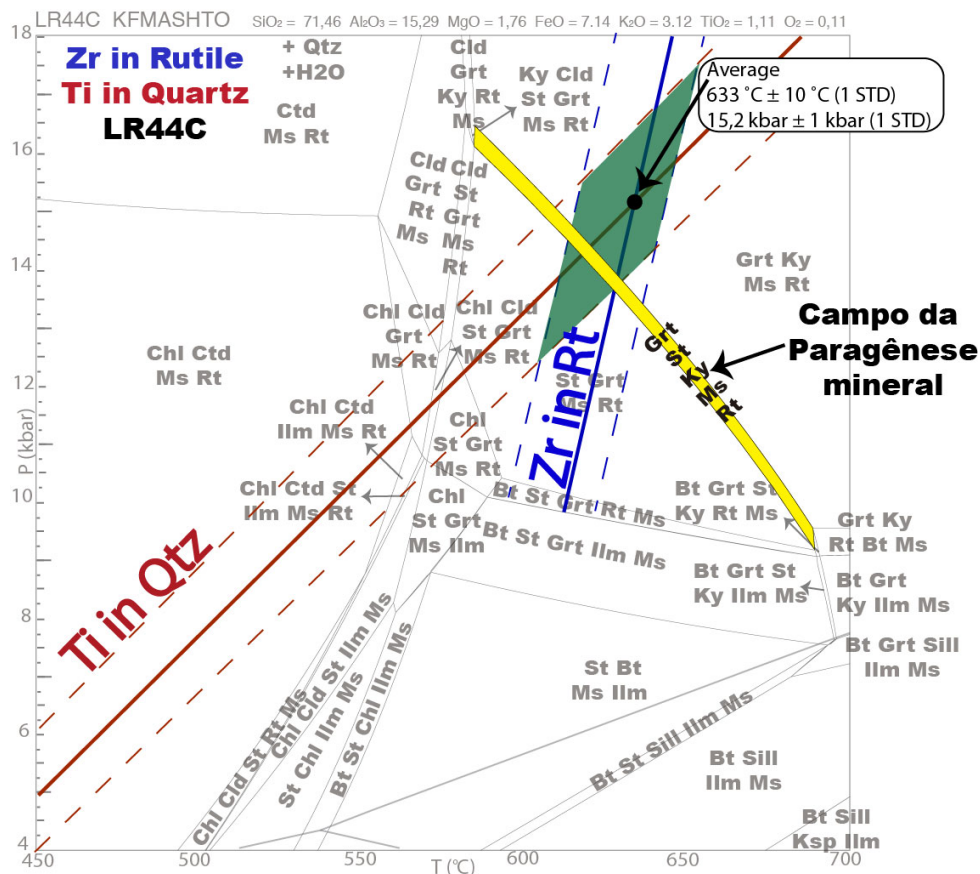 LR44C KFMASHTO SiO₂ = 71,46 Al₂O₃ = 15,29 MgO = 1,76 FeO = 7.14 K₂O = 3.12 TiO₂ = 1,11 O₂ = 0,11
Zr in Rutile
Ti in Quartz
LR44C
+ Qtz
+H2O
Ctd
Ms Rt
Cld
Grt
Ky Rt
Ms
Ky Cld
St Grt
Ms Rt
Average
633 ˚C ± 10 ˚C (1 STD)
15,2 kbar ± 1 kbar (1 STD)
Cld Cld
Grt St
Rt Grt
Ms Ms
Rt
Grt Ky
Ms Rt
Campo da
Paragênese
mineral
Grt
St
Ky
Ms
Rt
Chl Cld
Grt
Ms Rt
Chl Cld
St Grt
Ms Rt
Chl Ctd
Ms Rt
St Grt
Ms Rt
Zr in Rt
Chl Ctd
Ilm Ms Rt
Chl
St Grt
Ms Rt
Chl Ctd St
Ilm Ms Rt
Chl
St Grt
Ms Ilm
Bt St Grt Rt Ms
Bt St Grt Ilm Ms
Bt Grt St
Ky Rt Ms
Grt Ky
Rt Bt Ms
Bt Grt St
Ky Ilm Ms
Bt Grt
Ky Ilm Ms
Bt Grt Sill
Ilm Ms
Ti in Qtz
St Bt
Ms Ilm
Chl Cld St Rt Ms
Chl Cld St Ilm Ms
St Chl Ilm Ms
Bt St Chl Ilm Ms
Bt St Sill Ilm Ms
Bt Sill
Ilm Ms
Bt Sill
Ksp Ilm
18
16
14
12
10
8
6
4
P (kbar)
450
500
550
600
650
700
T (℃)